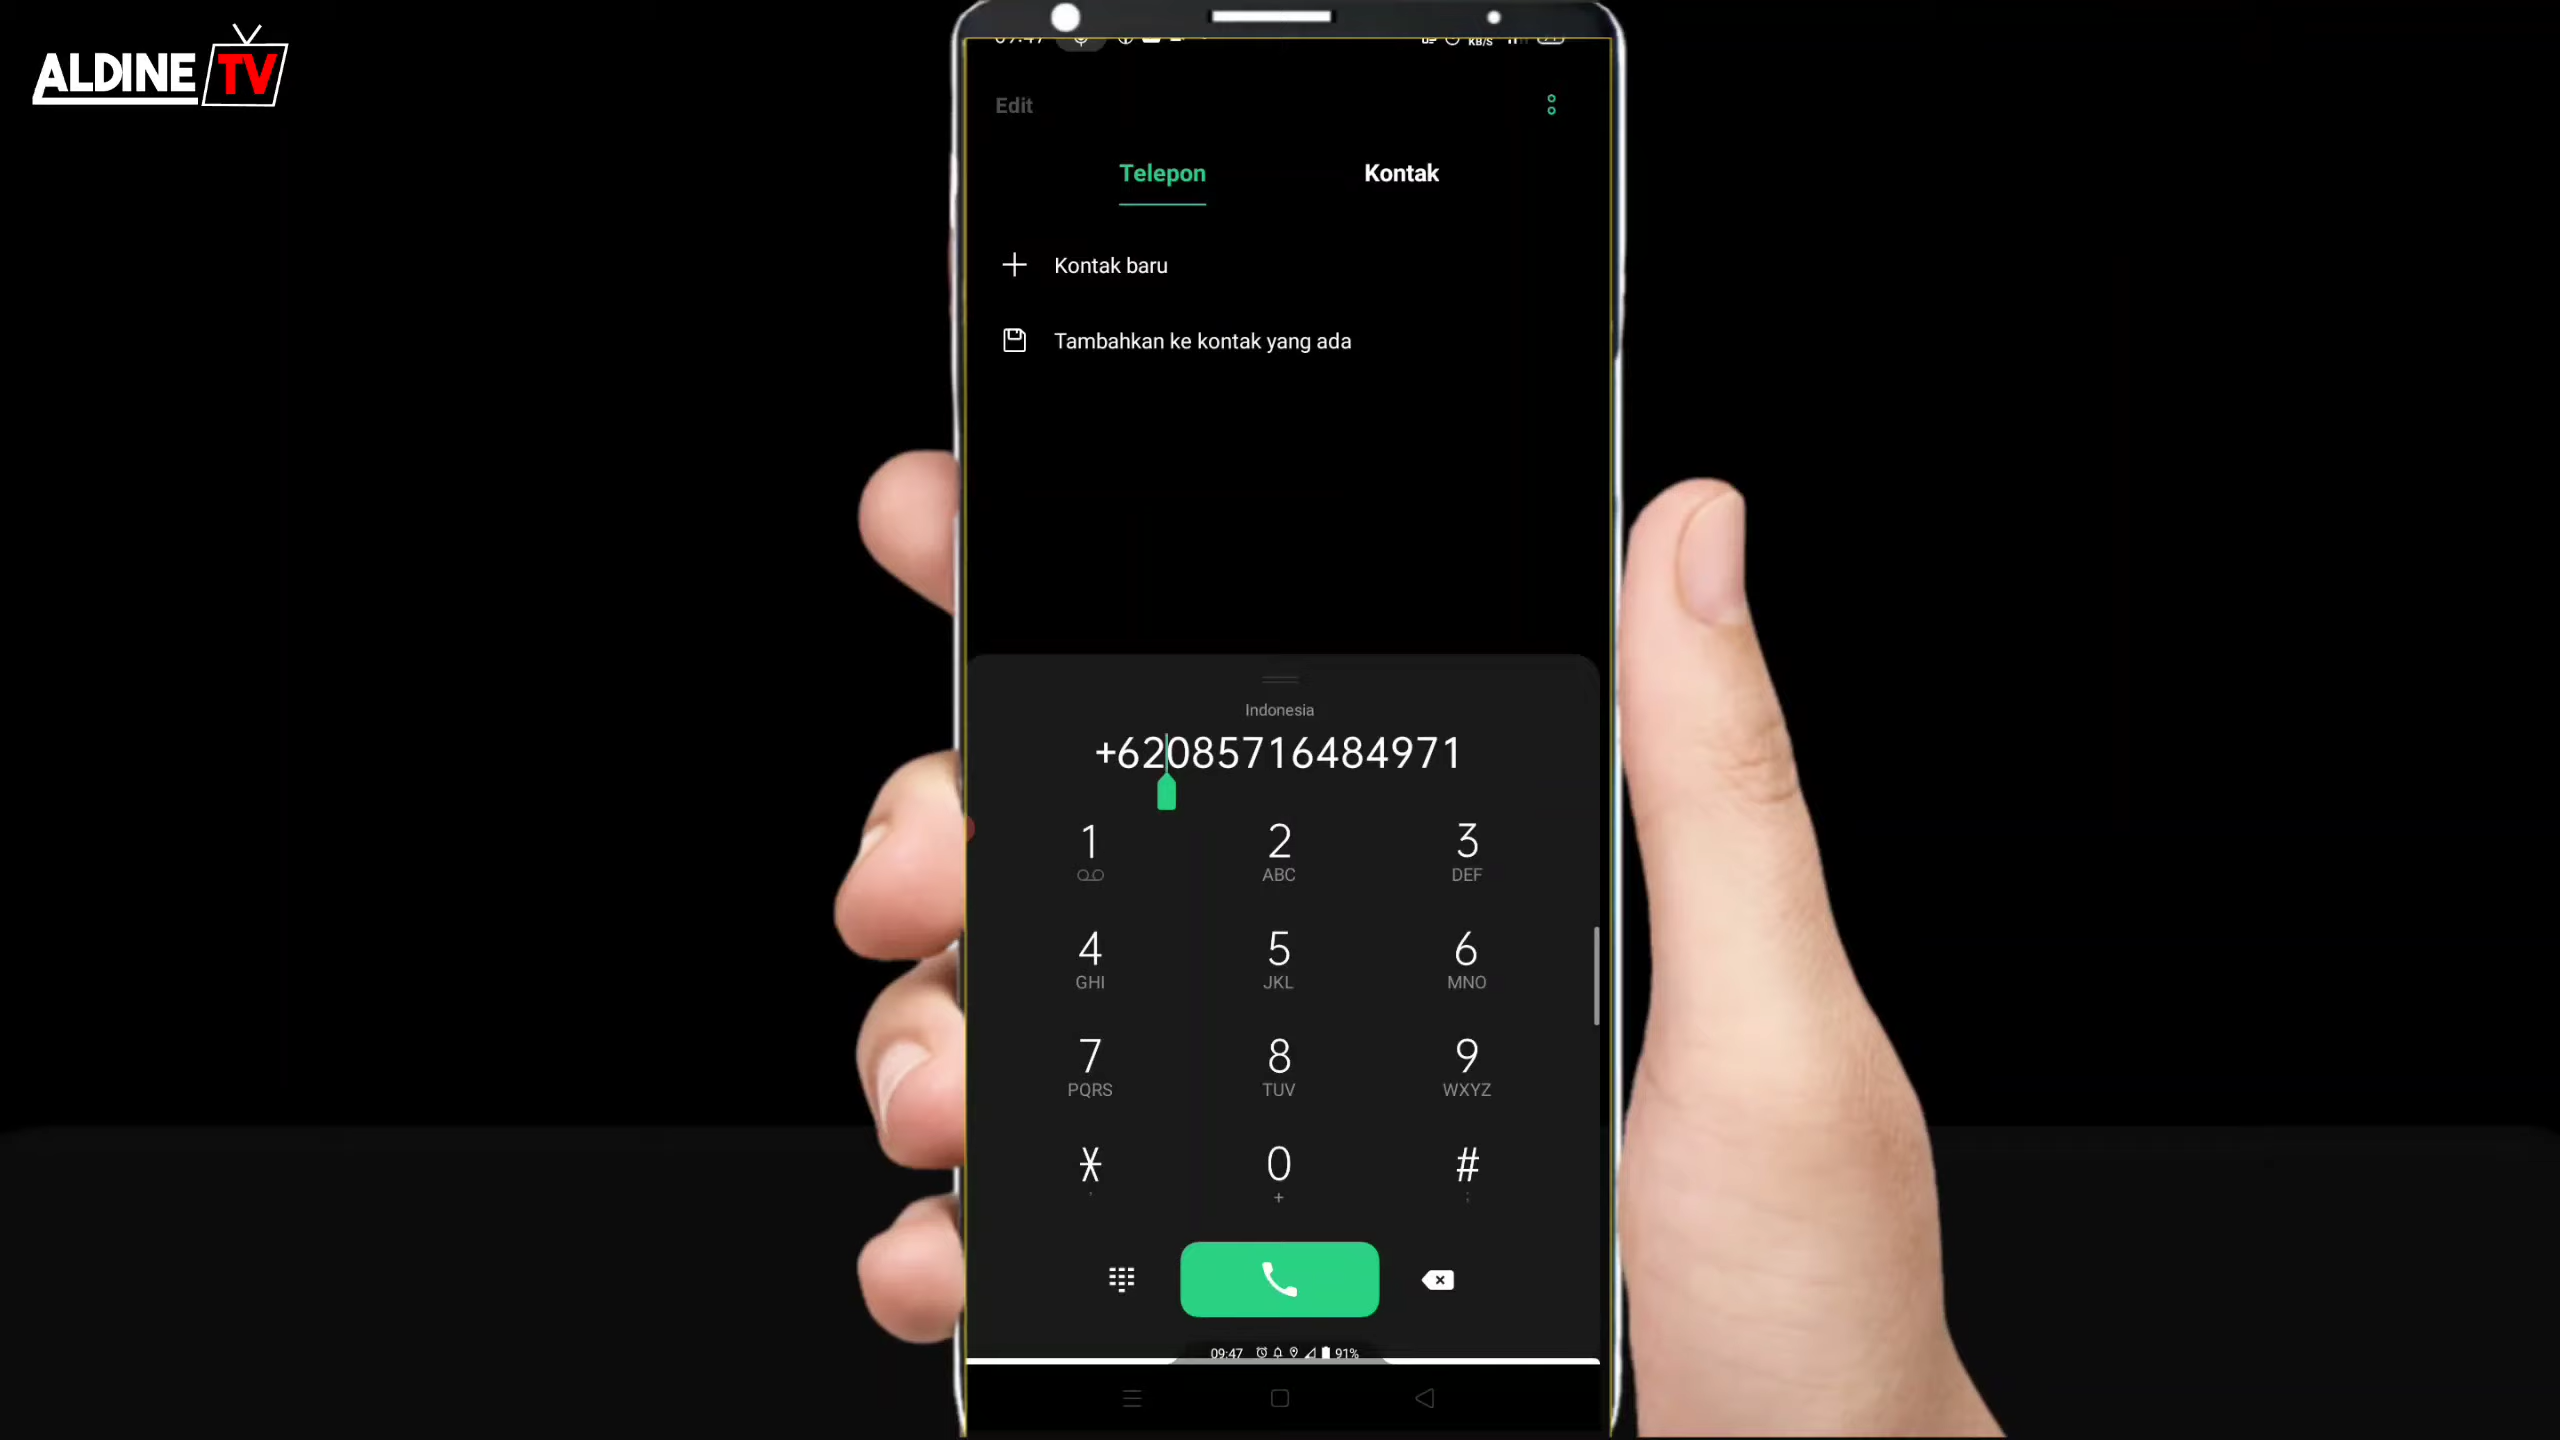 ALDINE TV
KB/S
Edit
Telepon Kontak
Kontak baru
Tambahkan ke kontak yang ada
Indonesia
+62085716484971
1 2 3
ABC DEF
4 5 6
GHI JKL MNO
7 8 9
PQRS TUV WXYZ
* 0 #
, + ;
09:47 91%